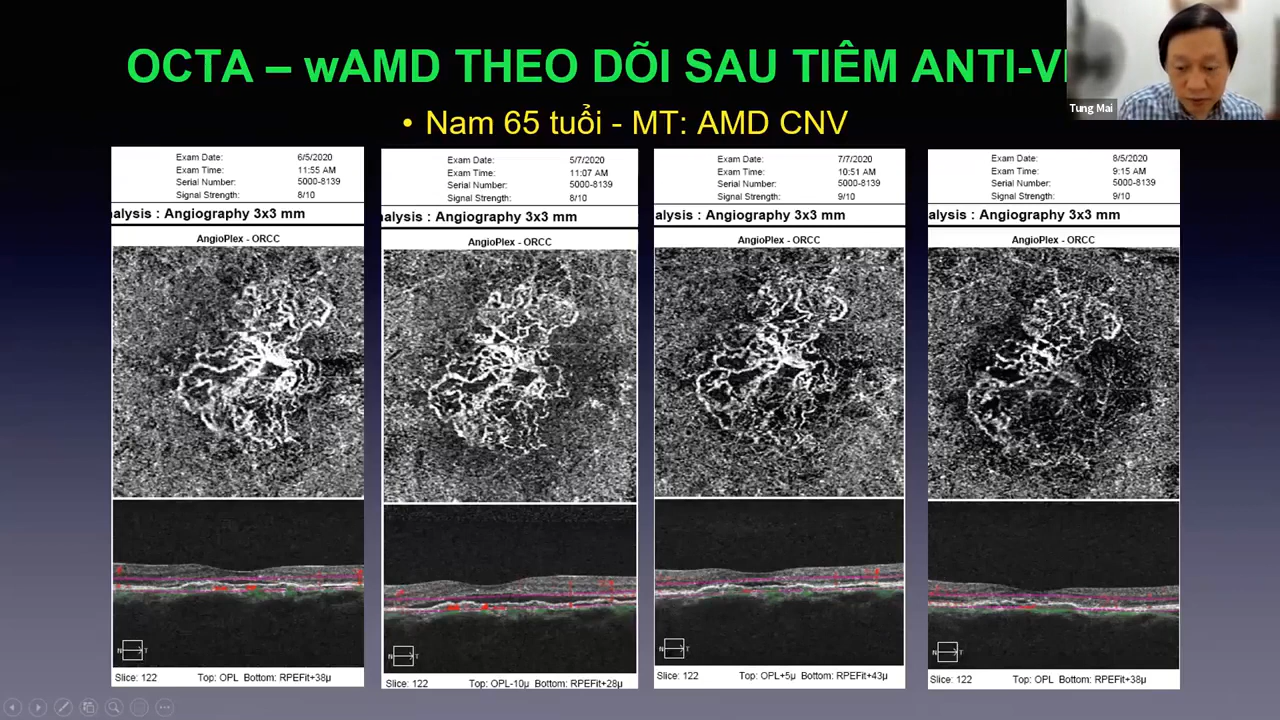 OCTA – wAMD THEO DÕI SAU TIÊM ANTI-V
Tung Mai
• Nam 65 tuổi - MT: AMD CNV
Exam Date: 6/5/2020
Exam Time: 11:55 AM
Serial Number: 5000-8139
Signal Strength: 8/10
nalysis : Angiography 3x3 mm
AngioPlex - ORCC
N T
Slice: 122 Top: OPL Bottom: RPEFit+38µ
Exam Date: 5/7/2020
Exam Time: 11:07 AM
Serial Number: 5000-8139
Signal Strength: 8/10
alysis : Angiography 3x3 mm
AngioPlex - ORCC
N T
Slice: 122 Top: OPL-10µ Bottom: RPEFit+28µ
Exam Date: 7/7/2020
Exam Time: 10:51 AM
Serial Number: 5000-8139
Signal Strength: 9/10
alysis : Angiography 3x3 mm
AngioPlex - ORCC
N T
Slice: 122 Top: OPL+5µ Bottom: RPEFit+43µ
Exam Date: 8/5/2020
Exam Time: 9:15 AM
Serial Number: 5000-8139
Signal Strength: 9/10
alysis : Angiography 3x3 mm
AngioPlex - ORCC
N T
Slice: 122 Top: OPL Bottom: RPEFit+38µ